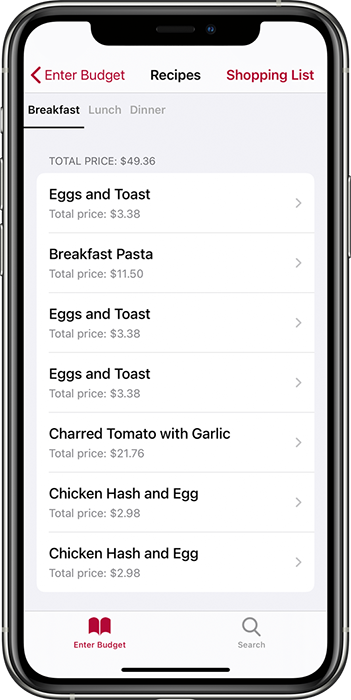 Enter Budget Recipes Shopping List
Breakfast Lunch Dinner
TOTAL PRICE: $49.36
Eggs and Toast
Total price: $3.38
Breakfast Pasta
Total price: $11.50
Eggs and Toast
Total price: $3.38
Eggs and Toast
Total price: $3.38
Charred Tomato with Garlic
Total price: $21.76
Chicken Hash and Egg
Total price: $2.98
Chicken Hash and Egg
Total price: $2.98
Enter Budget Search